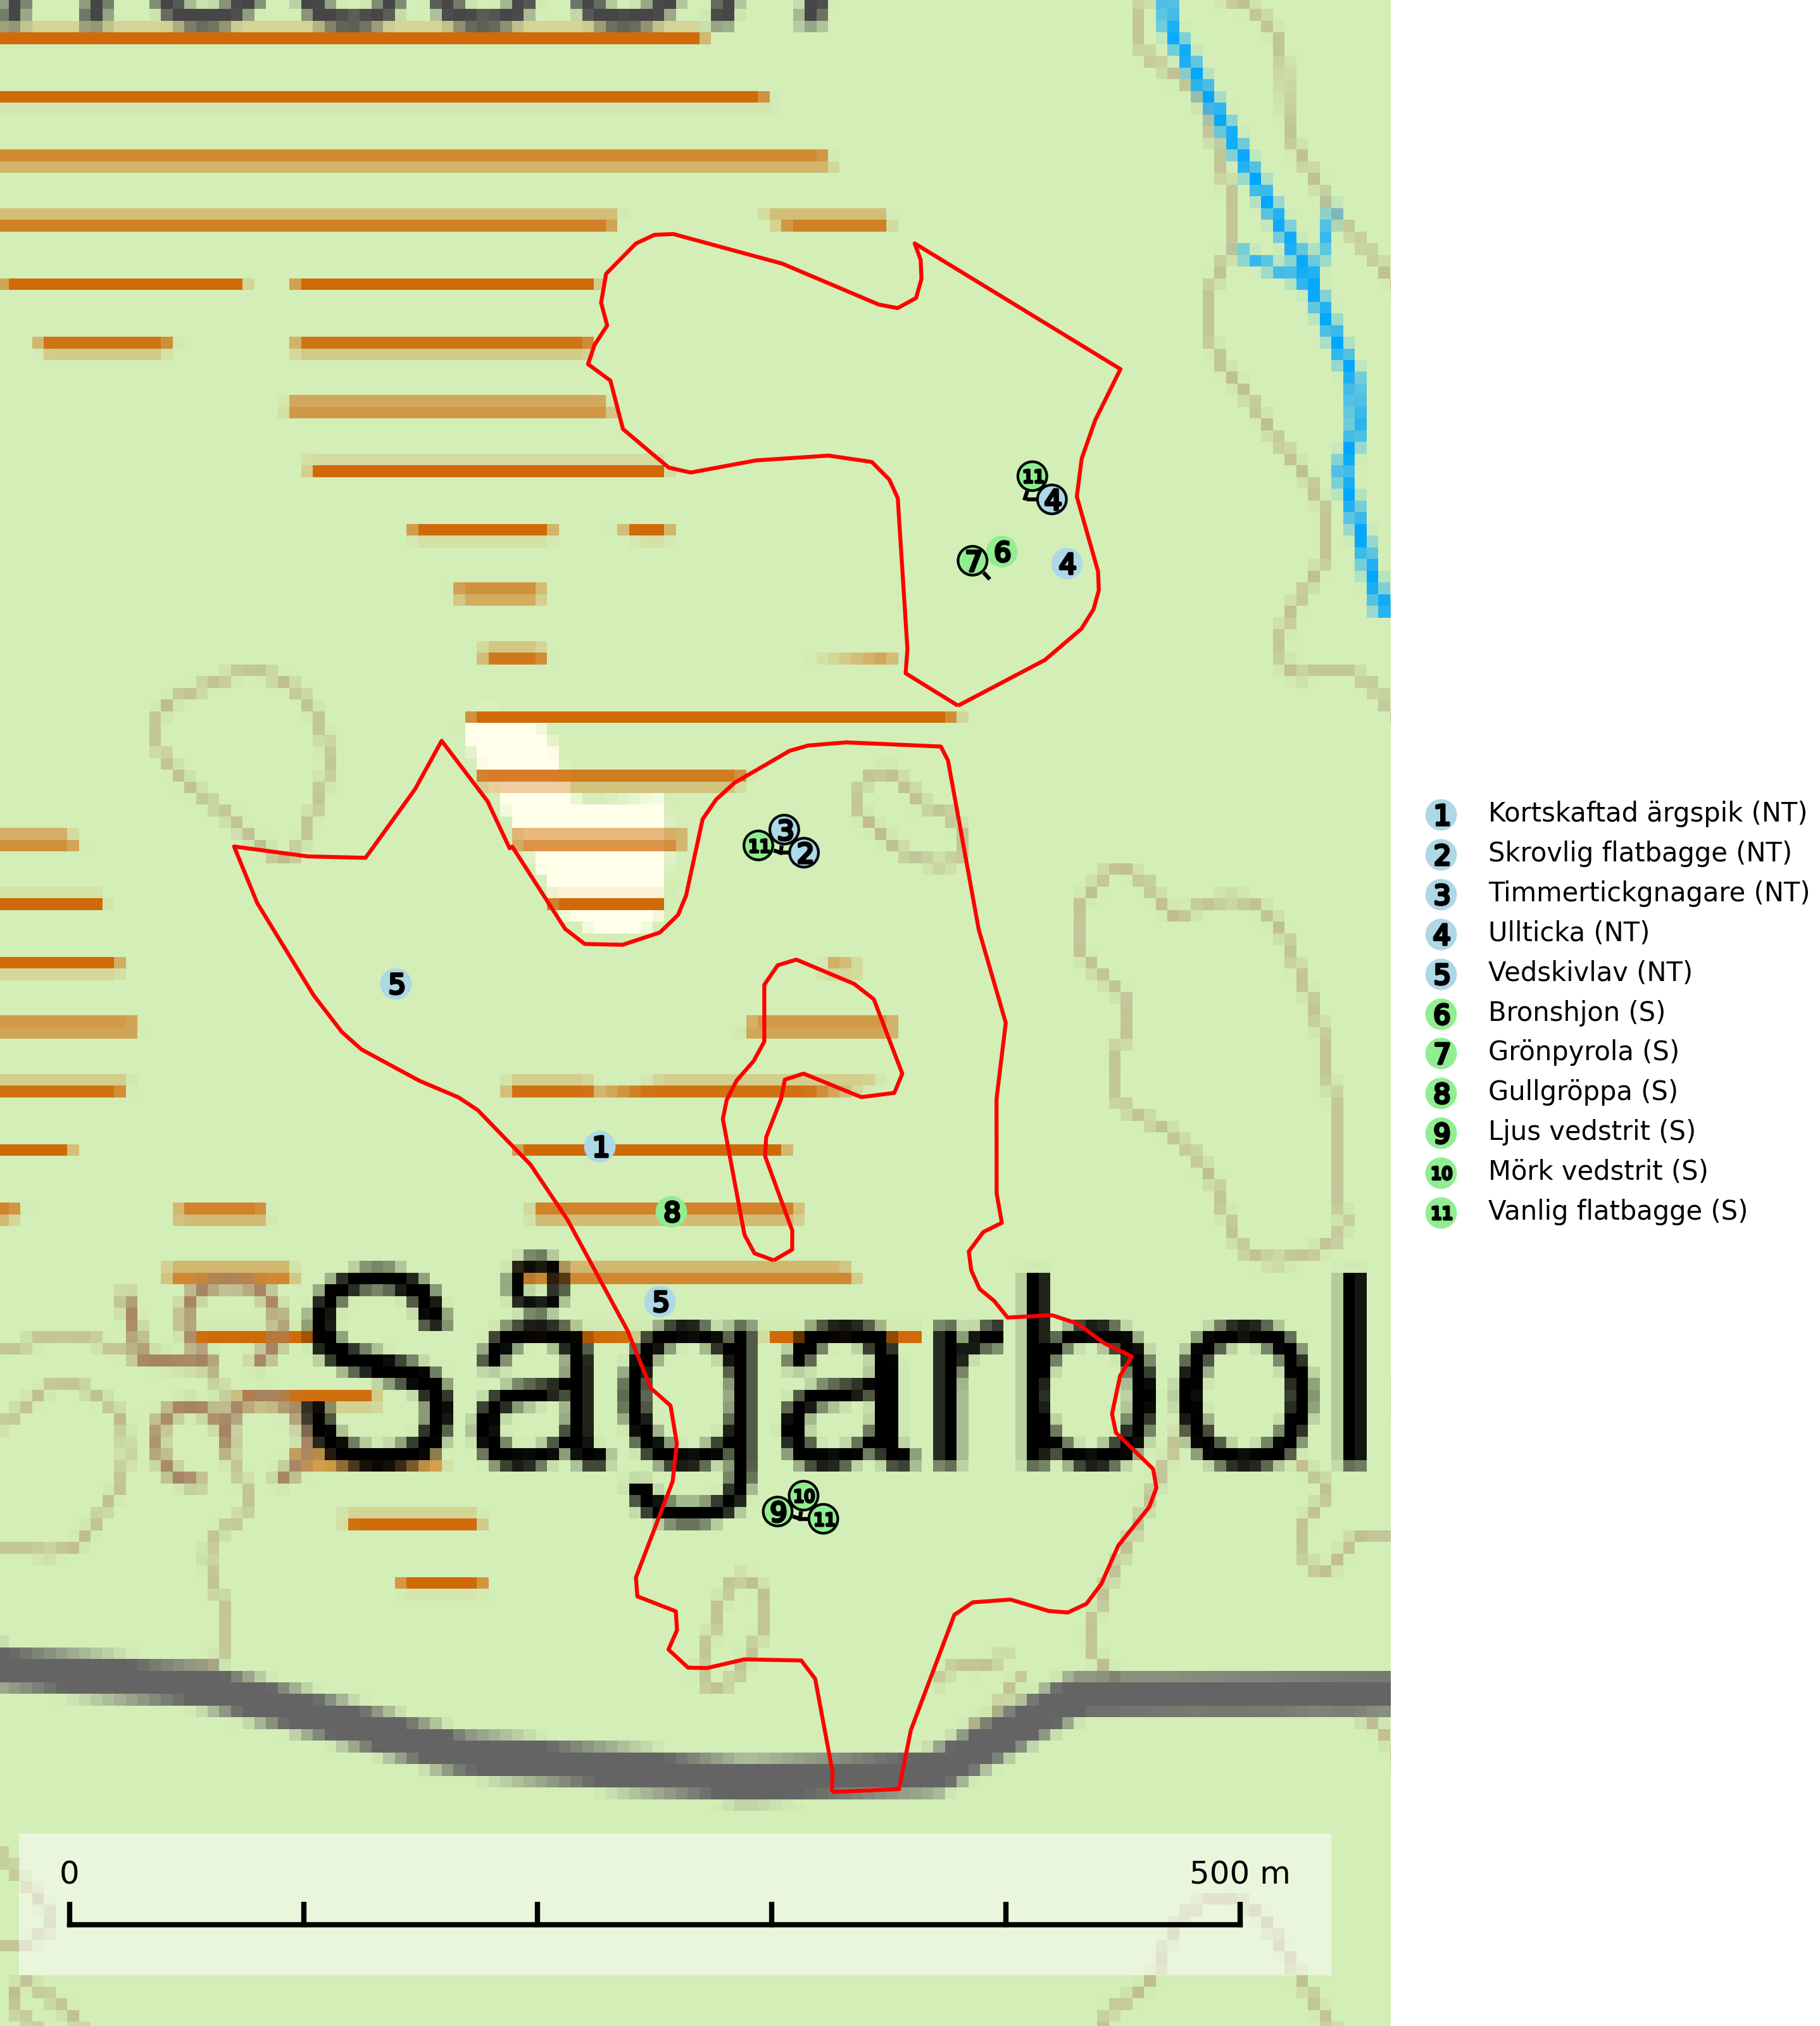 11
4
6
7
4
3
11
2
5
1
8
5
Sågarbol
10
9
11
0 500 m
1 Kortskaftad ärgspik (NT)
2 Skrovlig flatbagge (NT)
3 Timmertickgnagare (NT)
4 Ullticka (NT)
5 Vedskivlav (NT)
6 Bronshjon (S)
7 Grönpyrola (S)
8 Gullgröppa (S)
9 Ljus vedstrit (S)
10 Mörk vedstrit (S)
11 Vanlig flatbagge (S)